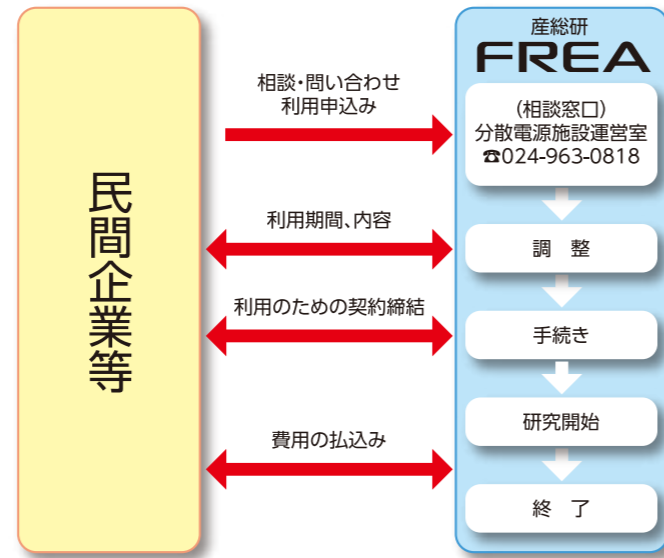 民間企業等
相談・問い合わせ
利用申込み
利用期間、内容
利用のための契約締結
費用の払込み
産総研
FREA
(相談窓口)
分散電源施設運営室
☎024-963-0818
調 整
手続き
研究開始
終 了